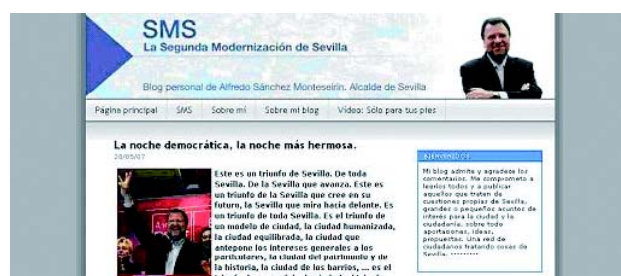 SMS
La Segunda Modernización de Sevilla
Blog personal de Alfredo Sánchez Monteseirín. Alcalde de Sevilla
Página principal SMS Sobre mí Sobre mi blog Vídeo: Sólo para tus pies
La noche democrática, la noche más hermosa.
28/05/07
Este es un triunfo de Sevilla. De toda
Sevilla. De la Sevilla que avanza. Este es
un triunfo de la Sevilla que cree en su
futuro, la Sevilla que mira hacia delante. Es
un triunfo de toda Sevilla. Es el triunfo de
un modelo de ciudad, la ciudad humanizada,
la ciudad equilibrada, la ciudad que
antepone los intereses generales a los
particulares, la ciudad del patrimonio y de
la historia, la ciudad de los barrios, ... es el
Mi blog admite y agradece los
comentarios. Me comprometo a
leerlos todos y a publicar
aquellos que traten de
cuestiones propias de Sevilla,
grandes o pequeños asuntos de
interés para la ciudad y la
ciudadanía, sobre todo
aportaciones, ideas,
propuestas. Una red de
ciudadanos tratando cosas de
Sevilla. ---------